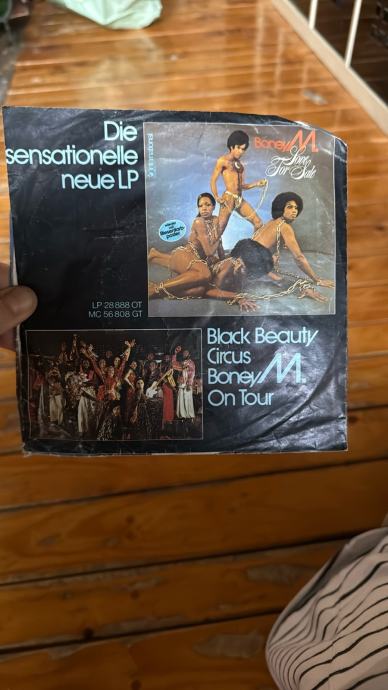 Die
sensationelle
neue LP
Boney M.
Love
For Sale
LP 28 888 OT
MC 56 808 GT
Black Beauty
Circus
Boney M.
On Tour